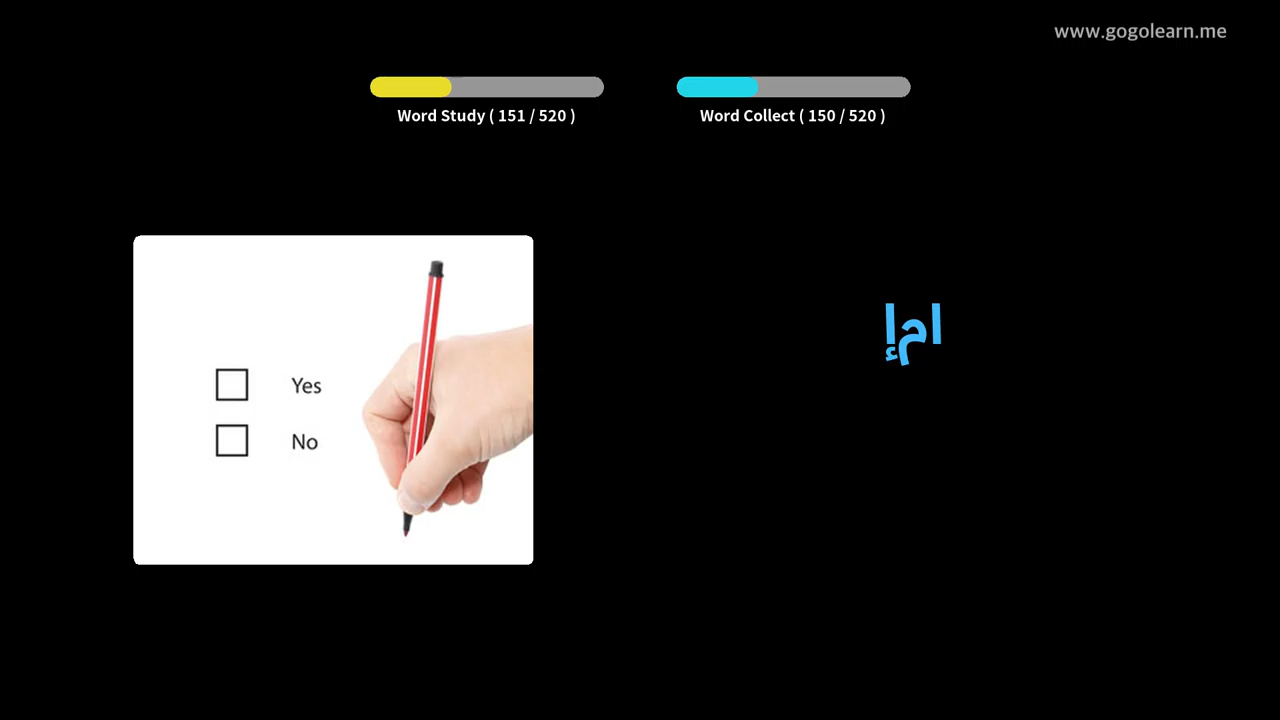 www.gogolearn.me
Word Study ( 151 / 520 )
Word Collect ( 150 / 520 )
إما
Yes
No